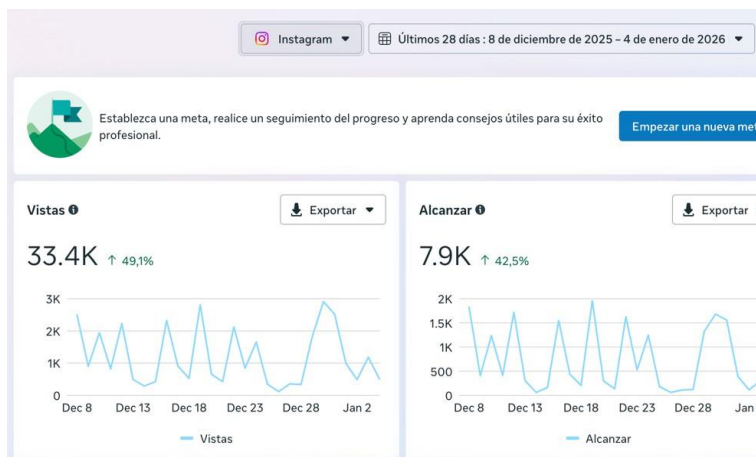 Instagram
Últimos 28 días : 8 de diciembre de 2025 – 4 de enero de 2026
Establezca una meta, realice un seguimiento del progreso y aprenda consejos útiles para su éxito
profesional.
Empezar una nueva
Vistas
Exportar
33.4K ↑ 49,1%
3K
2K
1K
0
Dec 8 Dec 13 Dec 18 Dec 23 Dec 28 Jan 2
Vistas
Alcanzar
Exportar
7.9K ↑ 42,5%
2K
1.5K
1K
500
0
Dec 8 Dec 13 Dec 18 Dec 23 Dec 28 Jan
Alcanzar